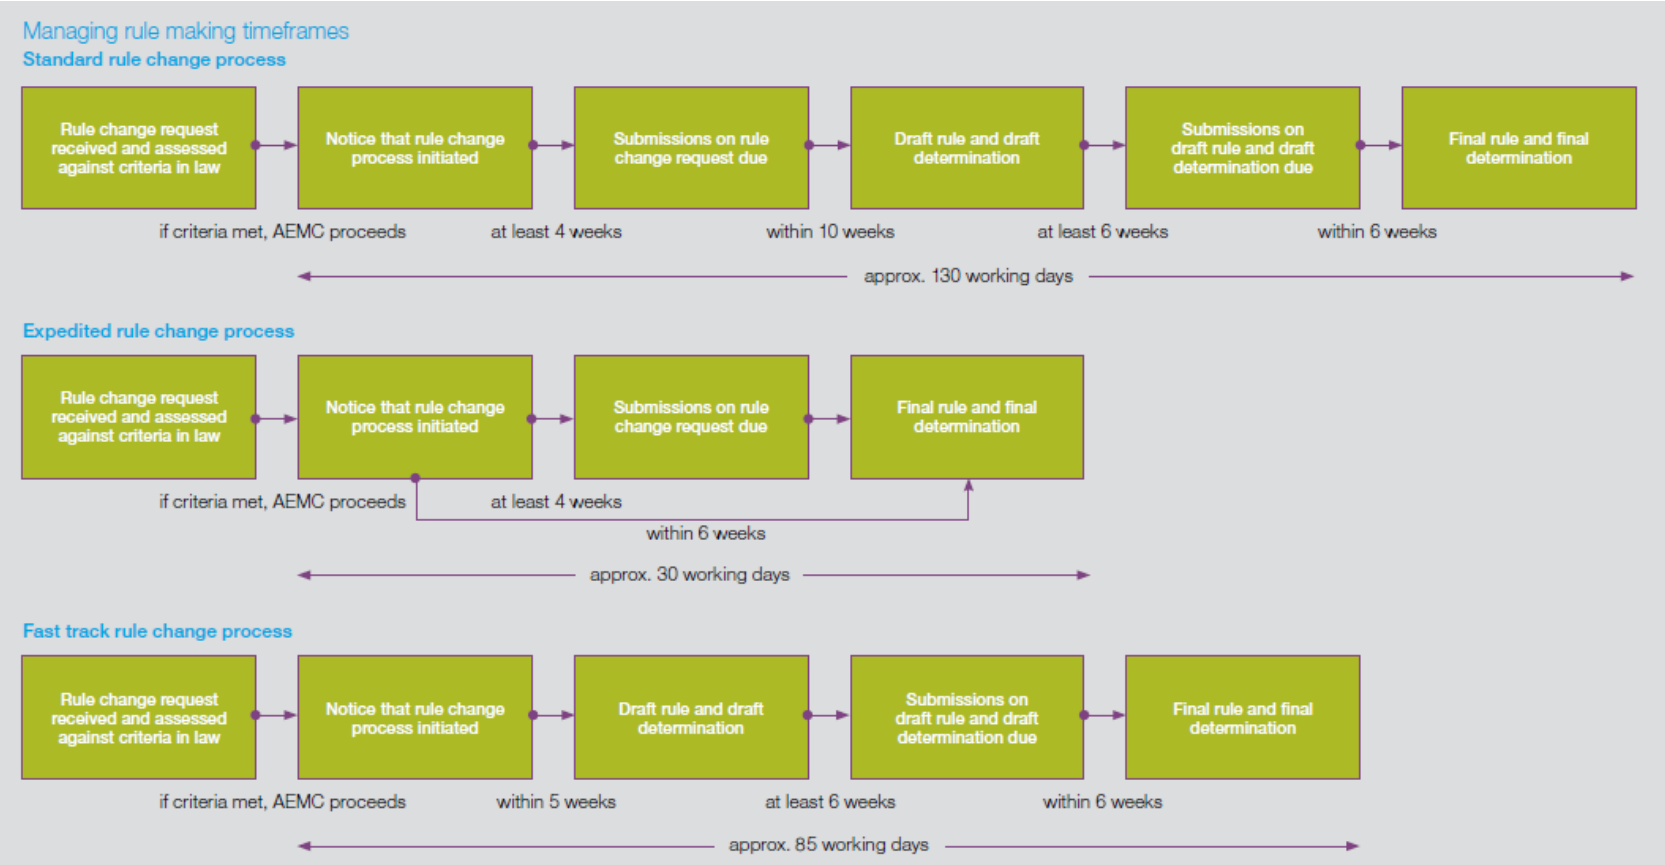 Managing rule making timeframes
Standard rule change process
Rule change request
received and assessed
against criteria in law
Notice that rule change
process initiated
Submissions on rule
change request due
Draft rule and draft
determination
Submissions on
draft rule and draft
determination due
Final rule and final
determination
if criteria met, AEMC proceeds
at least 4 weeks
within 10 weeks
at least 6 weeks
within 6 weeks
approx. 130 working days
Expedited rule change process
Rule change request
received and assessed
against criteria in law
Notice that rule change
process initiated
Submissions on rule
change request due
Final rule and final
determination
if criteria met, AEMC proceeds
at least 4 weeks
within 6 weeks
approx. 30 working days
Fast track rule change process
Rule change request
received and assessed
against criteria in law
Notice that rule change
process initiated
Draft rule and draft
determination
Submissions on
draft rule and draft
determination due
Final rule and final
determination
if criteria met, AEMC proceeds
within 5 weeks
at least 6 weeks
within 6 weeks
approx. 85 working days